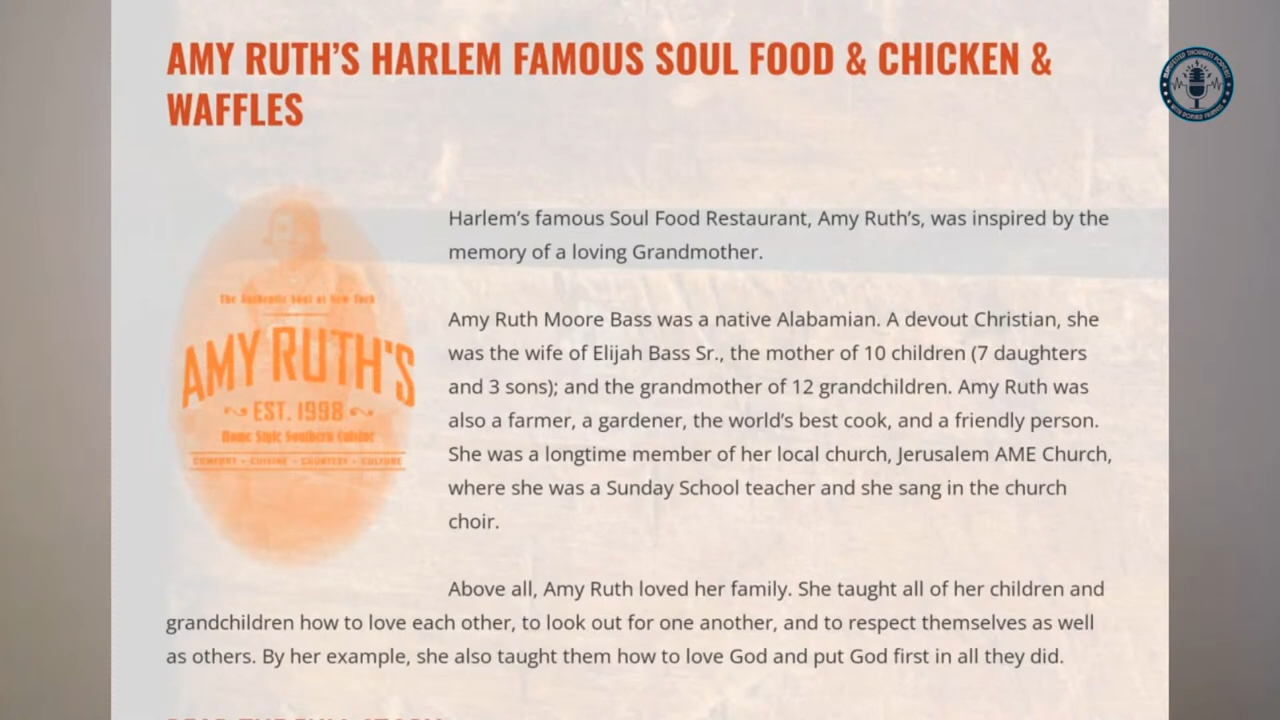 AMY RUTH’S HARLEM FAMOUS SOUL FOOD & CHICKEN &
WAFFLES
Harlem’s famous Soul Food Restaurant, Amy Ruth’s, was inspired by the
memory of a loving Grandmother.
The Authentic Soul of New York
AMY RUTH'S
EST. 1998
Home Style Southern Cuisine
COMFORT • CUISINE • COURTESY • CULTURE
Amy Ruth Moore Bass was a native Alabamian. A devout Christian, she
was the wife of Elijah Bass Sr., the mother of 10 children (7 daughters
and 3 sons); and the grandmother of 12 grandchildren. Amy Ruth was
also a farmer, a gardener, the world’s best cook, and a friendly person.
She was a longtime member of her local church, Jerusalem AME Church,
where she was a Sunday School teacher and she sang in the church
choir.
Above all, Amy Ruth loved her family. She taught all of her children and
grandchildren how to love each other, to look out for one another, and to respect themselves as well
as others. By her example, she also taught them how to love God and put God first in all they did.